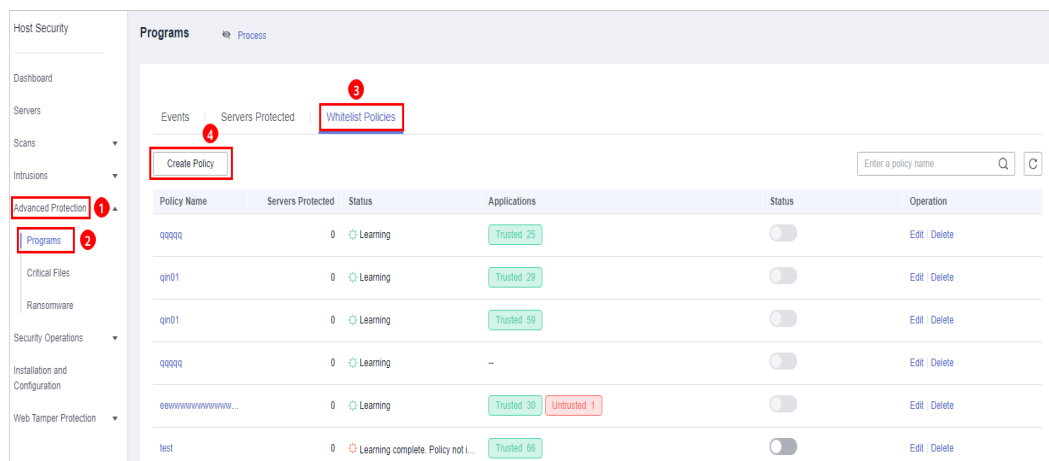 Host Security
Programs Process
Dashboard
Servers
Scans
Intrusions
Advanced Protection 1
Programs 2
Critical Files
Ransomware
Security Operations
Installation and
Configuration
Web Tamper Protection
3
Events Servers Protected Whitelist Policies
4
Create Policy Enter a policy name. C
Policy Name Servers Protected Status Applications Status Operation
qqqqq 0 Learning Trusted 25 Edit | Delete
qin01 0 Learning Trusted 29 Edit | Delete
qin01 0 Learning Trusted 59 Edit | Delete
qqqqq 0 Learning -- Edit | Delete
eewwwwwwwwwww... 0 Learning Trusted 30 Untrusted 1 Edit | Delete
test 0 Learning complete. Policy not i... Trusted 66 Edit | Delete